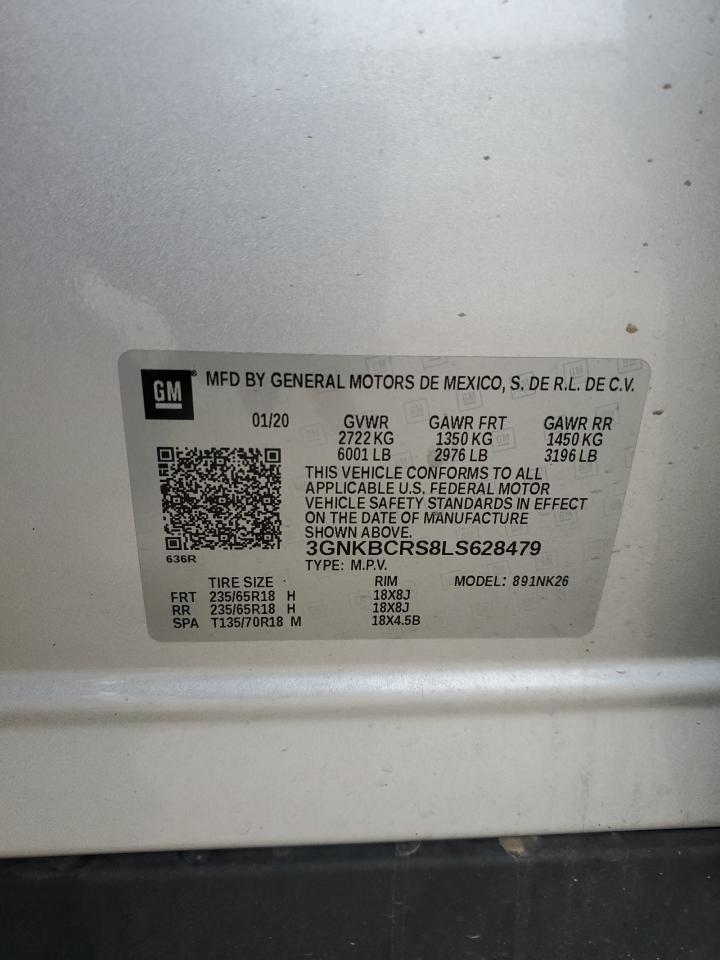 GM ® MFD BY GENERAL MOTORS DE MEXICO, S. DE R.L. DE C.V.
01/20 GVWR GAWR FRT GAWR RR
2722 KG 1350 KG 1450 KG
6001 LB 2976 LB 3196 LB
THIS VEHICLE CONFORMS TO ALL
APPLICABLE U.S. FEDERAL MOTOR
VEHICLE SAFETY STANDARDS IN EFFECT
ON THE DATE OF MANUFACTURE
SHOWN ABOVE.
3GNKBCRS8LS628479
636R
TYPE: M.P.V.
TIRE SIZE RIM MODEL: 891NK26
FRT 235/65R18 H 18X8J
RR 235/65R18 H 18X8J
SPA T135/70R18 M 18X4.5B